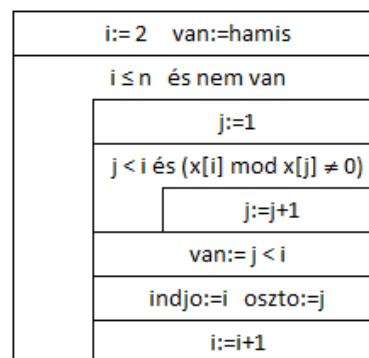 i:= 2 van:=hamis
i ≤ n és nem van
j:=1
j < i és (x[i] mod x[j] ≠ 0)
j:=j+1
van:= j < i
indjo:=i oszto:=j
i:=i+1